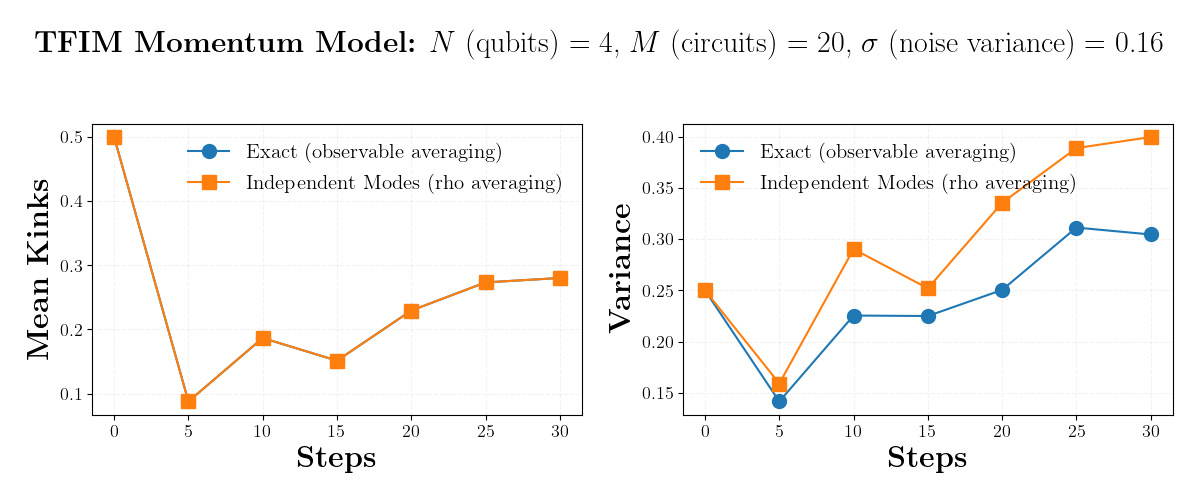 TFIM Momentum Model: N (qubits) = 4, M (circuits) = 20, σ (noise variance) = 0.16
Mean Kinks
0.5
0.4
0.3
0.2
0.1
Exact (observable averaging)
Independent Modes (rho averaging)
0 5 10 15 20 25 30
Steps
Variance
0.40
0.35
0.30
0.25
0.20
0.15
Exact (observable averaging)
Independent Modes (rho averaging)
0 5 10 15 20 25 30
Steps